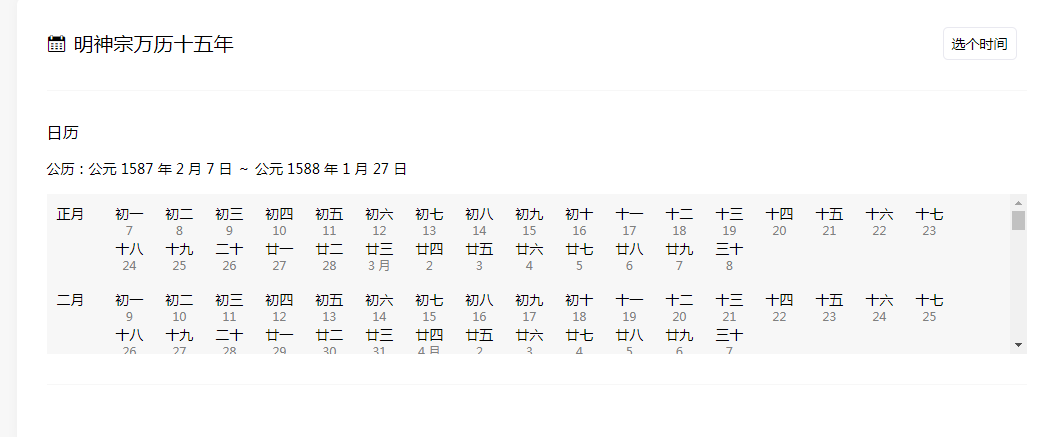 明神宗万历十五年 选个时间
日历
公历：公元 1587 年 2 月 7 日 ～ 公元 1588 年 1 月 27 日
正月 初一 初二 初三 初四 初五 初六 初七 初八 初九 初十 十一 十二 十三 十四 十五 十六 十七
7 8 9 10 11 12 13 14 15 16 17 18 19 20 21 22 23
十八 十九 二十 廿一 廿二 廿三 廿四 廿五 廿六 廿七 廿八 廿九 三十
24 25 26 27 28 3 月 2 3 4 5 6 7 8
二月 初一 初二 初三 初四 初五 初六 初七 初八 初九 初十 十一 十二 十三 十四 十五 十六 十七
9 10 11 12 13 14 15 16 17 18 19 20 21 22 23 24 25
十八 十九 二十 廿一 廿二 廿三 廿四 廿五 廿六 廿七 廿八 廿九 三十
26 27 28 29 30 31 4 月 2 3 4 5 6 7